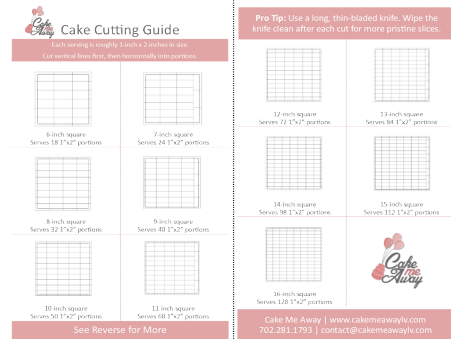 Cake
me
Away
Cake Cutting Guide
Each serving is roughly 1-inch x 2-inches in size.
Cut vertical lines first, then horizontally into portions.
6-inch square
Serves 18 1"x2" portions
7-inch square
Serves 24 1"x2" portions
8-inch square
Serves 32 1"x2" portions
9-inch square
Serves 40 1"x2" portions
10-inch square
Serves 50 1"x2" portions
11-inch square
Serves 60 1"x2" portions
See Reverse for More
Pro Tip: Use a long, thin-bladed knife. Wipe the
knife clean after each cut for more pristine slices.
12-inch square
Serves 72 1"x2" portions
13-inch square
Serves 84 1"x2" portions
14-inch square
Serves 98 1"x2" portions
15-inch square
Serves 112 1"x2" portions
16-inch square
Serves 128 1"x2" portions
Cake
me
Away
Cake Me Away | www.cakemeawaylv.com
702.281.1793 | contact@cakemeawaylv.com